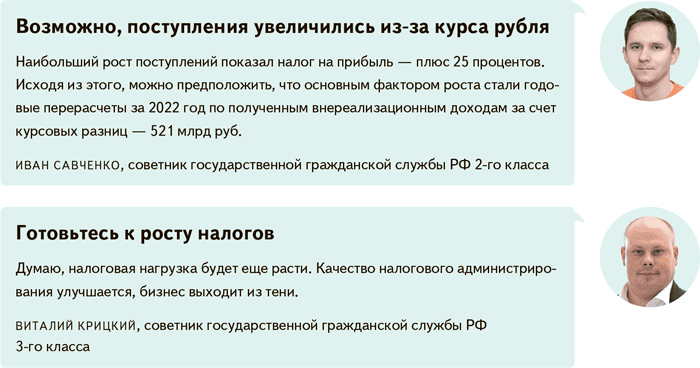 Возможно, поступления увеличились из-за курса рубля
Наибольший рост поступлений показал налог на прибыль — плюс 25 процентов.
Исходя из этого, можно предположить, что основным фактором роста стали годо-
вые перерасчеты за 2022 год по полученным внереализационным доходам за счет
курсовых разниц — 521 млрд руб.
ИВАН САВЧЕНКО, советник государственной гражданской службы РФ 2-го класса
Готовьтесь к росту налогов
Думаю, налоговая нагрузка будет еще расти. Качество налогового администриро-
вания улучшается, бизнес выходит из тени.
ВИТАЛИЙ КРИЦКИЙ, советник государственной гражданской службы РФ
3-го класса